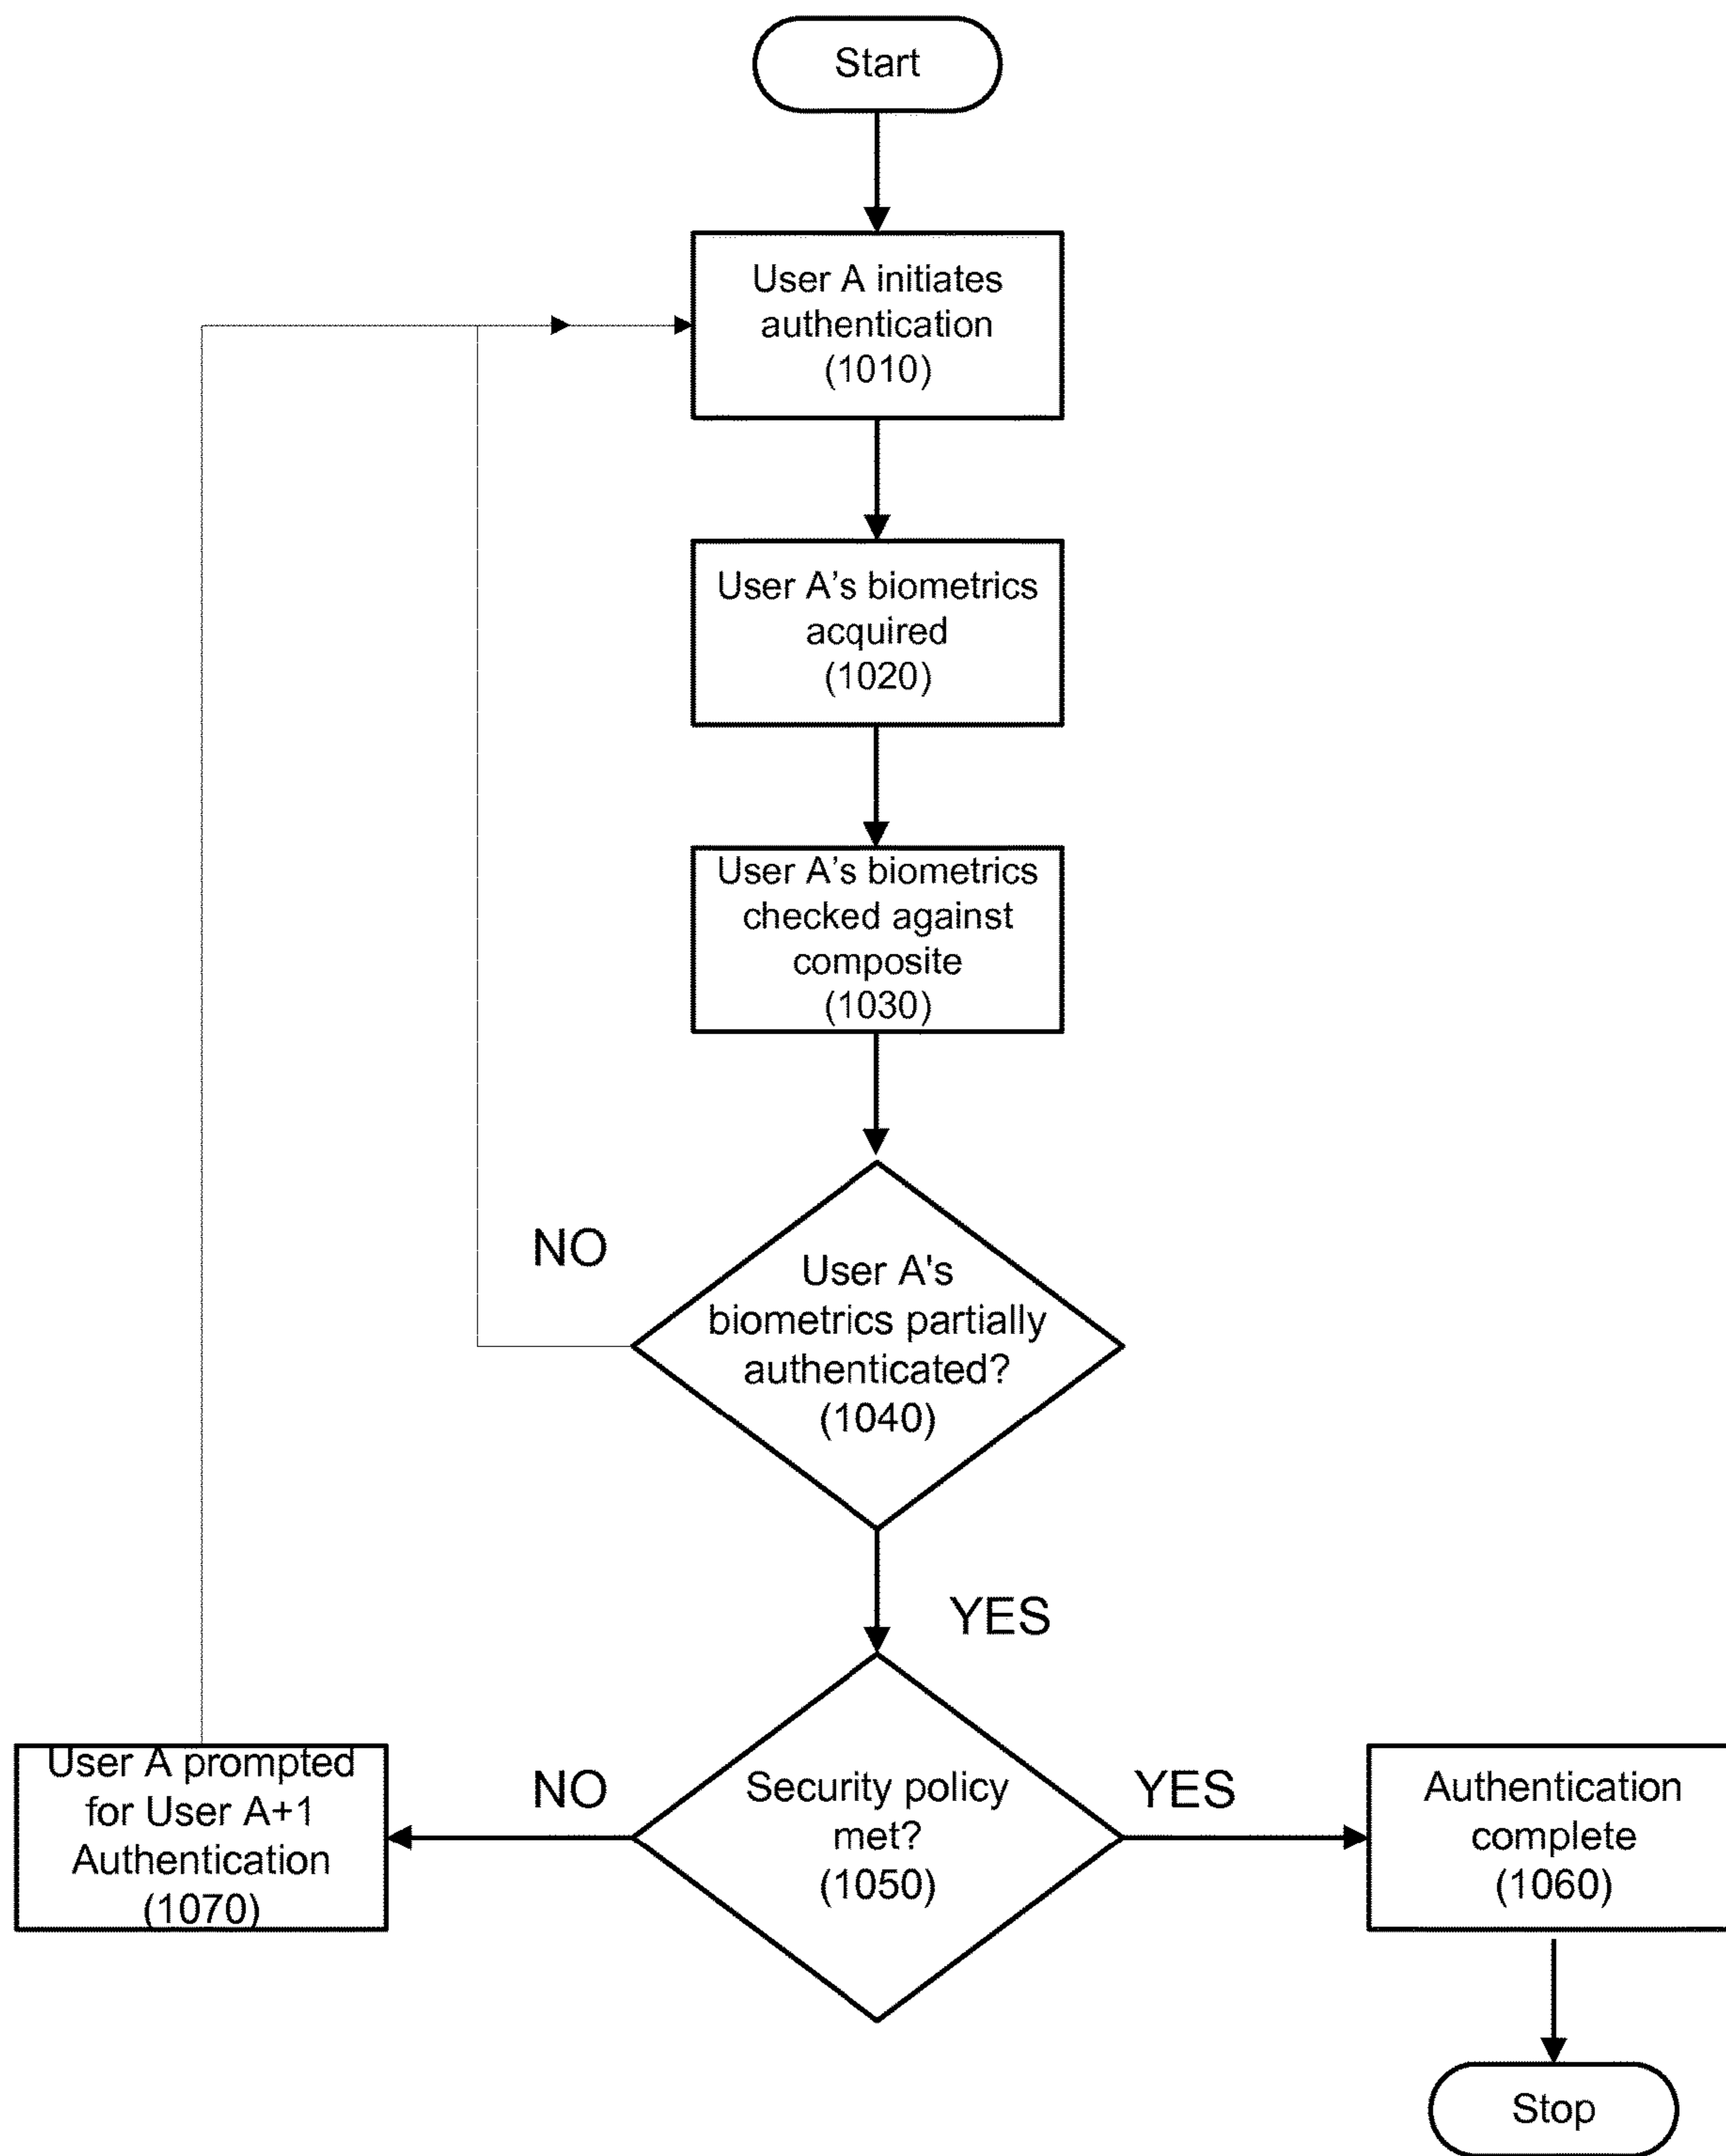 Start
User A initiates
authentication
(1010)
User A's biometrics
acquired
(1020)
User A's biometrics
checked against
composite
(1030)
NO
User A's
biometrics partially
authenticated?
(1040)
YES
User A prompted
for User A+1
Authentication
(1070)
NO
Security policy
met?
(1050)
YES
Authentication
complete
(1060)
Stop